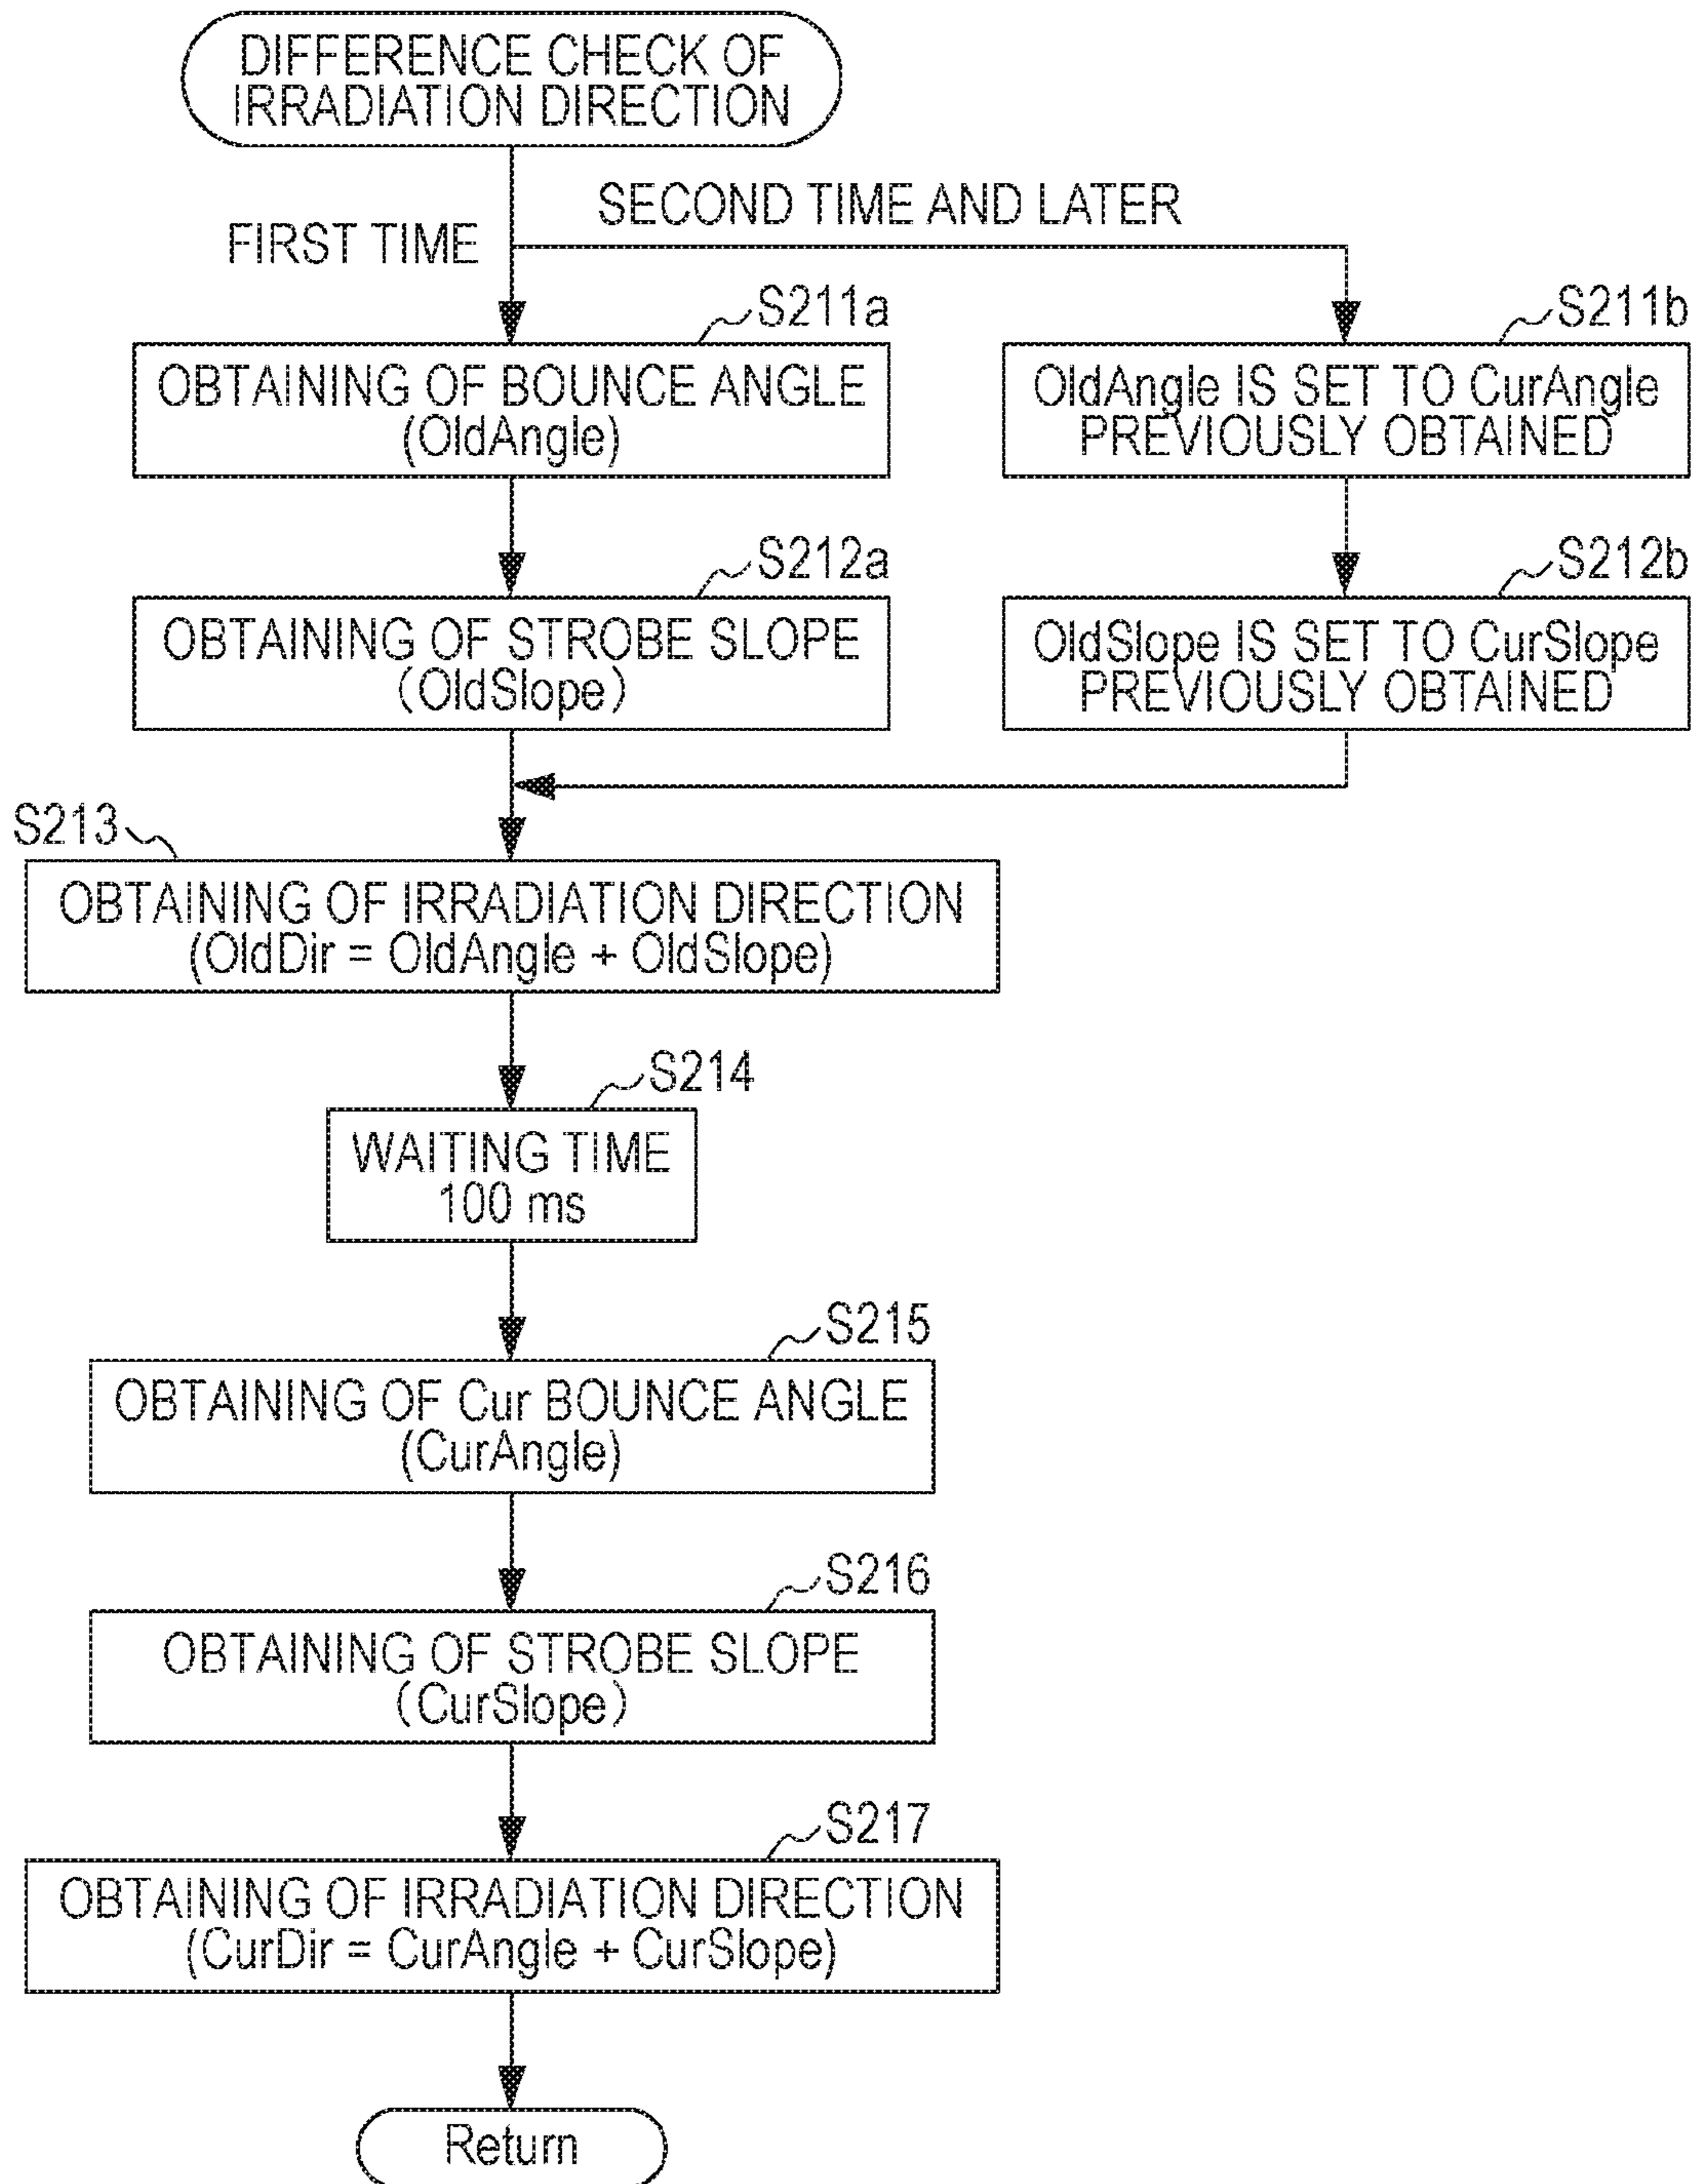 DIFFERENCE CHECK OF
IRRADIATION DIRECTION
FIRST TIME
SECOND TIME AND LATER
S211a
OBTAINING OF BOUNCE ANGLE
(OldAngle)
S211b
OldAngle IS SET TO CurAngle
PREVIOUSLY OBTAINED
S212a
OBTAINING OF STROBE SLOPE
(OldSlope)
S212b
OldSlope IS SET TO CurSlope
PREVIOUSLY OBTAINED
S213
OBTAINING OF IRRADIATION DIRECTION
(OldDir = OldAngle + OldSlope)
S214
WAITING TIME
100 ms
S215
OBTAINING OF Cur BOUNCE ANGLE
(CurAngle)
S216
OBTAINING OF STROBE SLOPE
(CurSlope)
S217
OBTAINING OF IRRADIATION DIRECTION
(CurDir = CurAngle + CurSlope)
Return